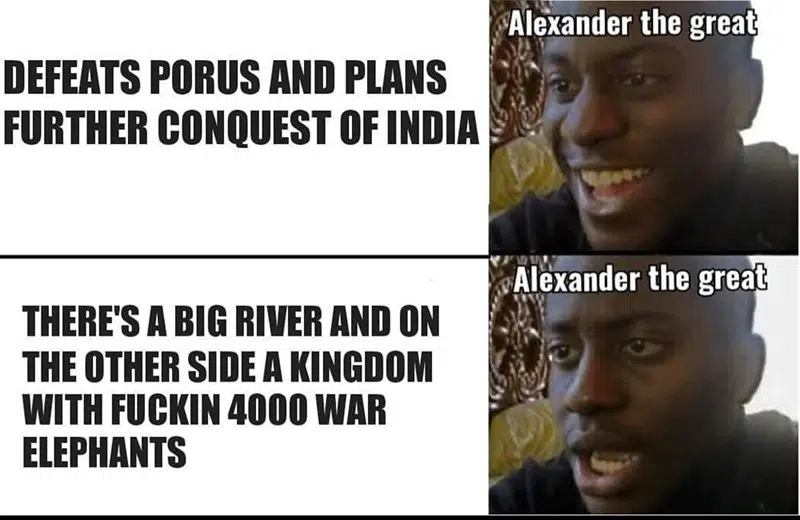 DEFEATS PORUS AND PLANS
FURTHER CONQUEST OF INDIA
Alexander the great
THERE'S A BIG RIVER AND ON
THE OTHER SIDE A KINGDOM
WITH FUCKIN 4000 WAR
ELEPHANTS
Alexander the great